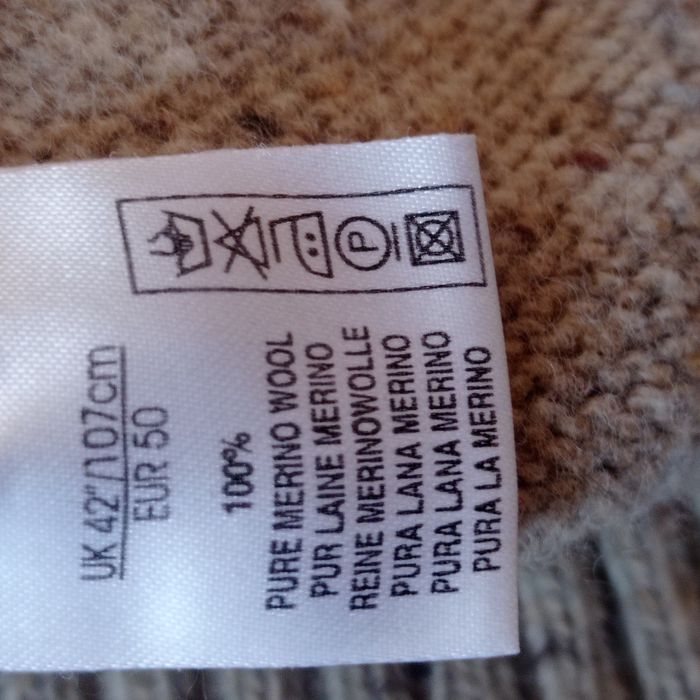 UK 42"/107cm
EUR 50
100%
PURE MERINO WOOL
PUR LAINE MERINO
REINE MERINOWOLLE
PURA LANA MERINO
PURA LANA MERINO
PURA LA MERINO
P